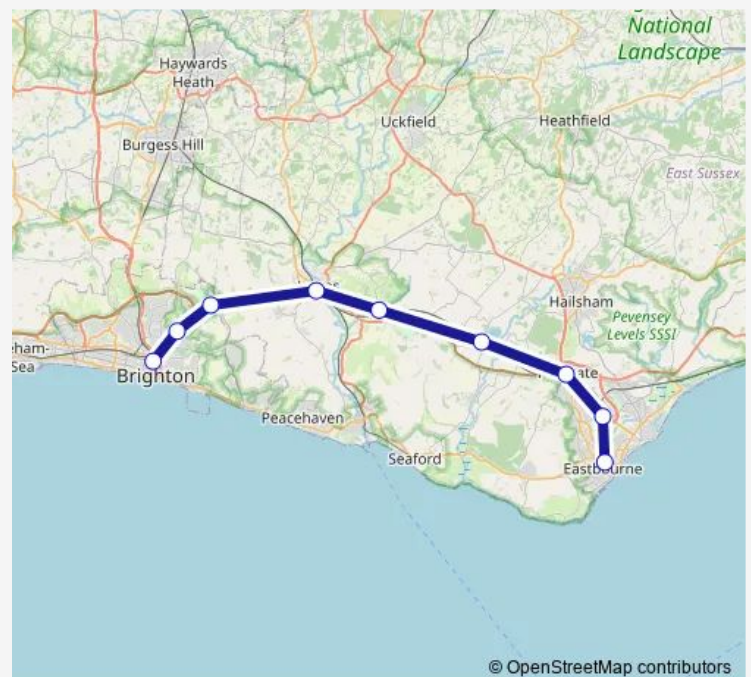 National
Landscape
Haywards
Heath
Uckfield
Heathfield
Burgess Hill
East Sussex
Hailsham
Pevensey
Levels SSSI
Sea
Brighton
Peacehaven
Seaford
Eastbourne
© OpenStreetMap contributors